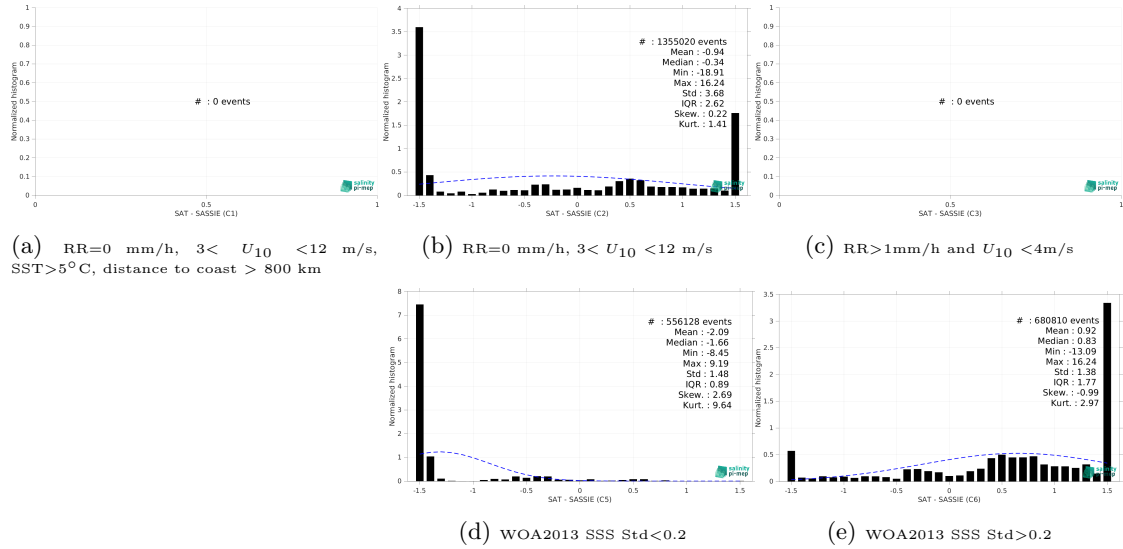 1
0.9
0.8
0.7
0.6
0.5
0.4
0.3
0.2
0.1
0
Normalized histogram
# : 0 events
0
0.5
1
SAT - SASSIE (C1)
salinity
pi-mep
(a) RR=0 mm/h, 3< U10 <12 m/s,
SST>5°C, distance to coast > 800 km
4
3.5
3
2.5
2
1.5
1
0.5
0
Normalized histogram
# : 1355020 events
Mean : -0.94
Median : -0.34
Min : -18.91
Max : 16.24
Std : 3.68
IQR : 2.62
Skew. : 0.22
Kurt. : 1.41
-1.5
-1
-0.5
0
0.5
1
1.5
SAT - SASSIE (C2)
salinity
pi-mep
(b) RR=0 mm/h, 3< U10 <12 m/s
1
0.9
0.8
0.7
0.6
0.5
0.4
0.3
0.2
0.1
0
Normalized histogram
# : 0 events
0
0.5
1
SAT - SASSIE (C3)
salinity
pi-mep
(c) RR>1mm/h and U10 <4m/s
8
7
6
5
4
3
2
1
0
Normalized histogram
# : 556128 events
Mean : -2.09
Median : -1.66
Min : -8.45
Max : 9.19
Std : 1.48
IQR : 0.89
Skew. : 2.69
Kurt. : 9.64
-1.5
-1
-0.5
0
0.5
1
1.5
SAT - SASSIE (C5)
salinity
pi-mep
(d) WOA2013 SSS Std<0.2
3.5
3
2.5
2
1.5
1
0.5
0
Normalized histogram
# : 680810 events
Mean : 0.92
Median : 0.83
Min : -13.09
Max : 16.24
Std : 1.38
IQR : 1.77
Skew. : -0.99
Kurt. : 2.97
-1.5
-1
-0.5
0
0.5
1
1.5
SAT - SASSIE (C6)
salinity
pi-mep
(e) WOA2013 SSS Std>0.2